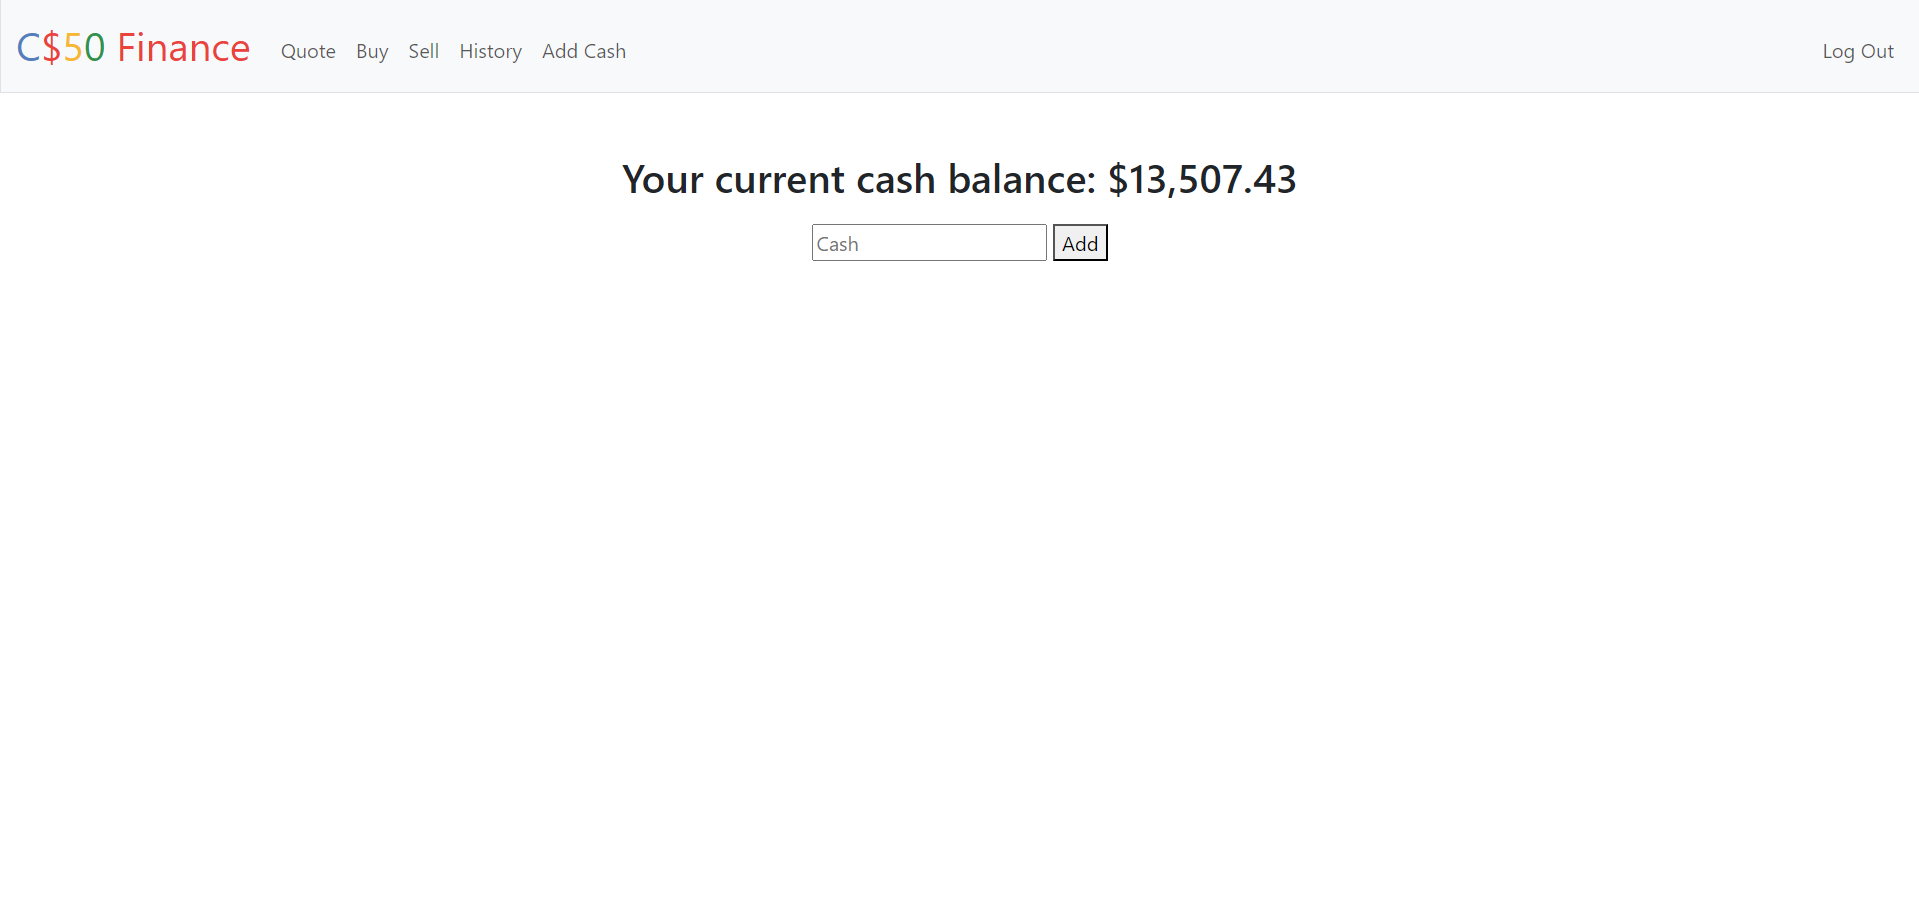 C$50 Finance Quote Buy Sell History Add Cash Log Out
Your current cash balance: $13,507.43
Cash Add